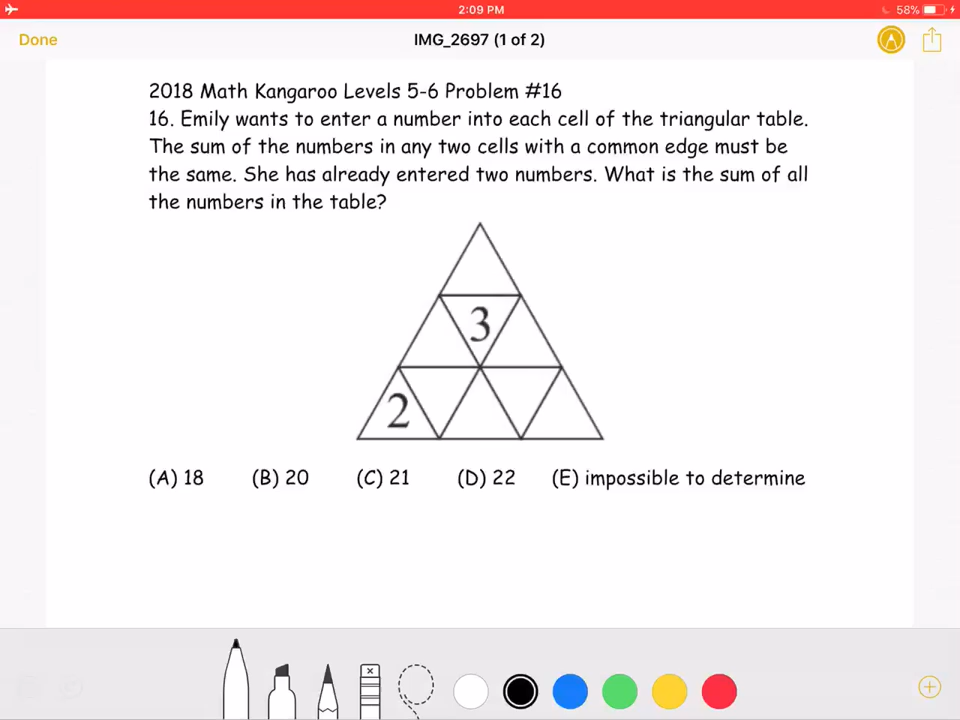 2:09 PM
58%
Done
IMG_2697 (1 of 2)
2018 Math Kangaroo Levels 5-6 Problem #16
16. Emily wants to enter a number into each cell of the triangular table.
The sum of the numbers in any two cells with a common edge must be
the same. She has already entered two numbers. What is the sum of all
the numbers in the table?
3
2
(A) 18 (B) 20 (C) 21 (D) 22 (E) impossible to determine